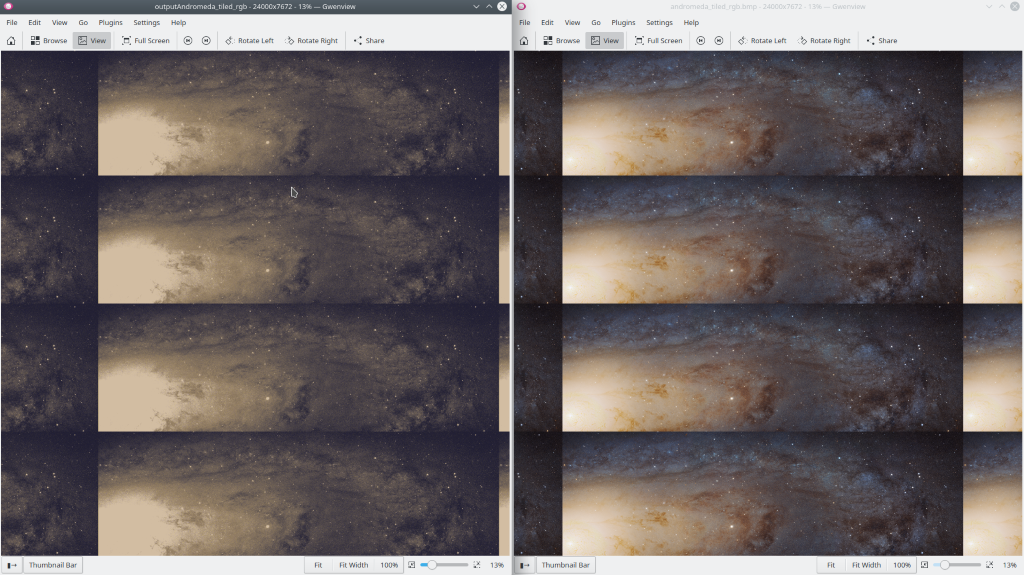 outputAndromeda_tiled_rgb - 24000x7672 - 13% — Gwenview
File Edit View Go Plugins Settings Help
Browse View Full Screen Rotate Left Rotate Right Share
Thumbnail Bar Fit Fit Width 100% 13%
andromeda_tiled_rgb.bmp - 24000x7672 - 13% — Gwenview
File Edit View Go Plugins Settings Help
Browse View Full Screen Rotate Left Rotate Right Share
Thumbnail Bar Fit Fit Width 100% 13%